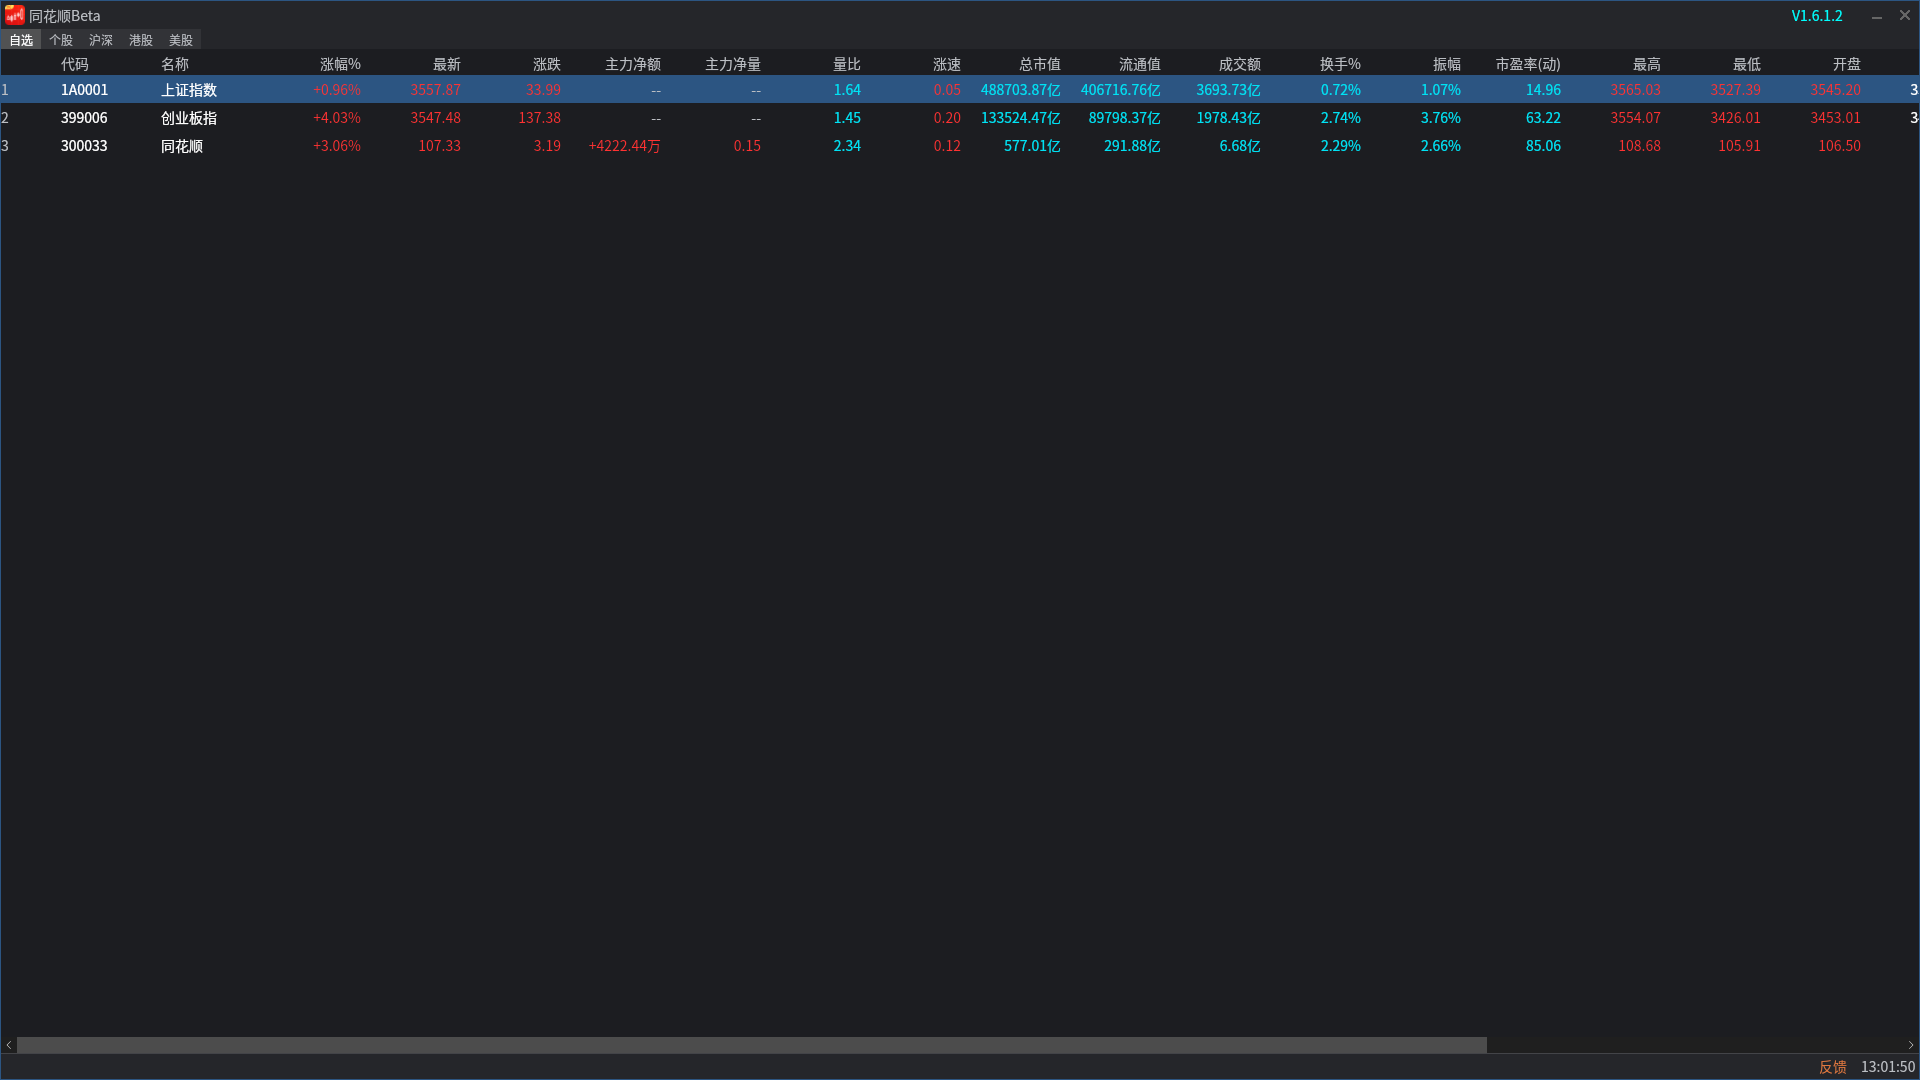 同花顺Beta V1.6.1.2
自选 个股 沪深 港股 美股
代码 名称 涨幅% 最新 涨跌 主力净额 主力净量 量比 涨速 总市值 流通值 成交额 换手% 振幅 市盈率(动) 最高 最低 开盘
1 1A0001 上证指数 +0.96% 3557.87 33.99 -- -- 1.64 0.05 488703.87亿 406716.76亿 3693.73亿 0.72% 1.07% 14.96 3565.03 3527.39 3545.20 3
2 399006 创业板指 +4.03% 3547.48 137.38 -- -- 1.45 0.20 133524.47亿 89798.37亿 1978.43亿 2.74% 3.76% 63.22 3554.07 3426.01 3453.01 3
3 300033 同花顺 +3.06% 107.33 3.19 +4222.44万 0.15 2.34 0.12 577.01亿 291.88亿 6.68亿 2.29% 2.66% 85.06 108.68 105.91 106.50
反馈 13:01:50